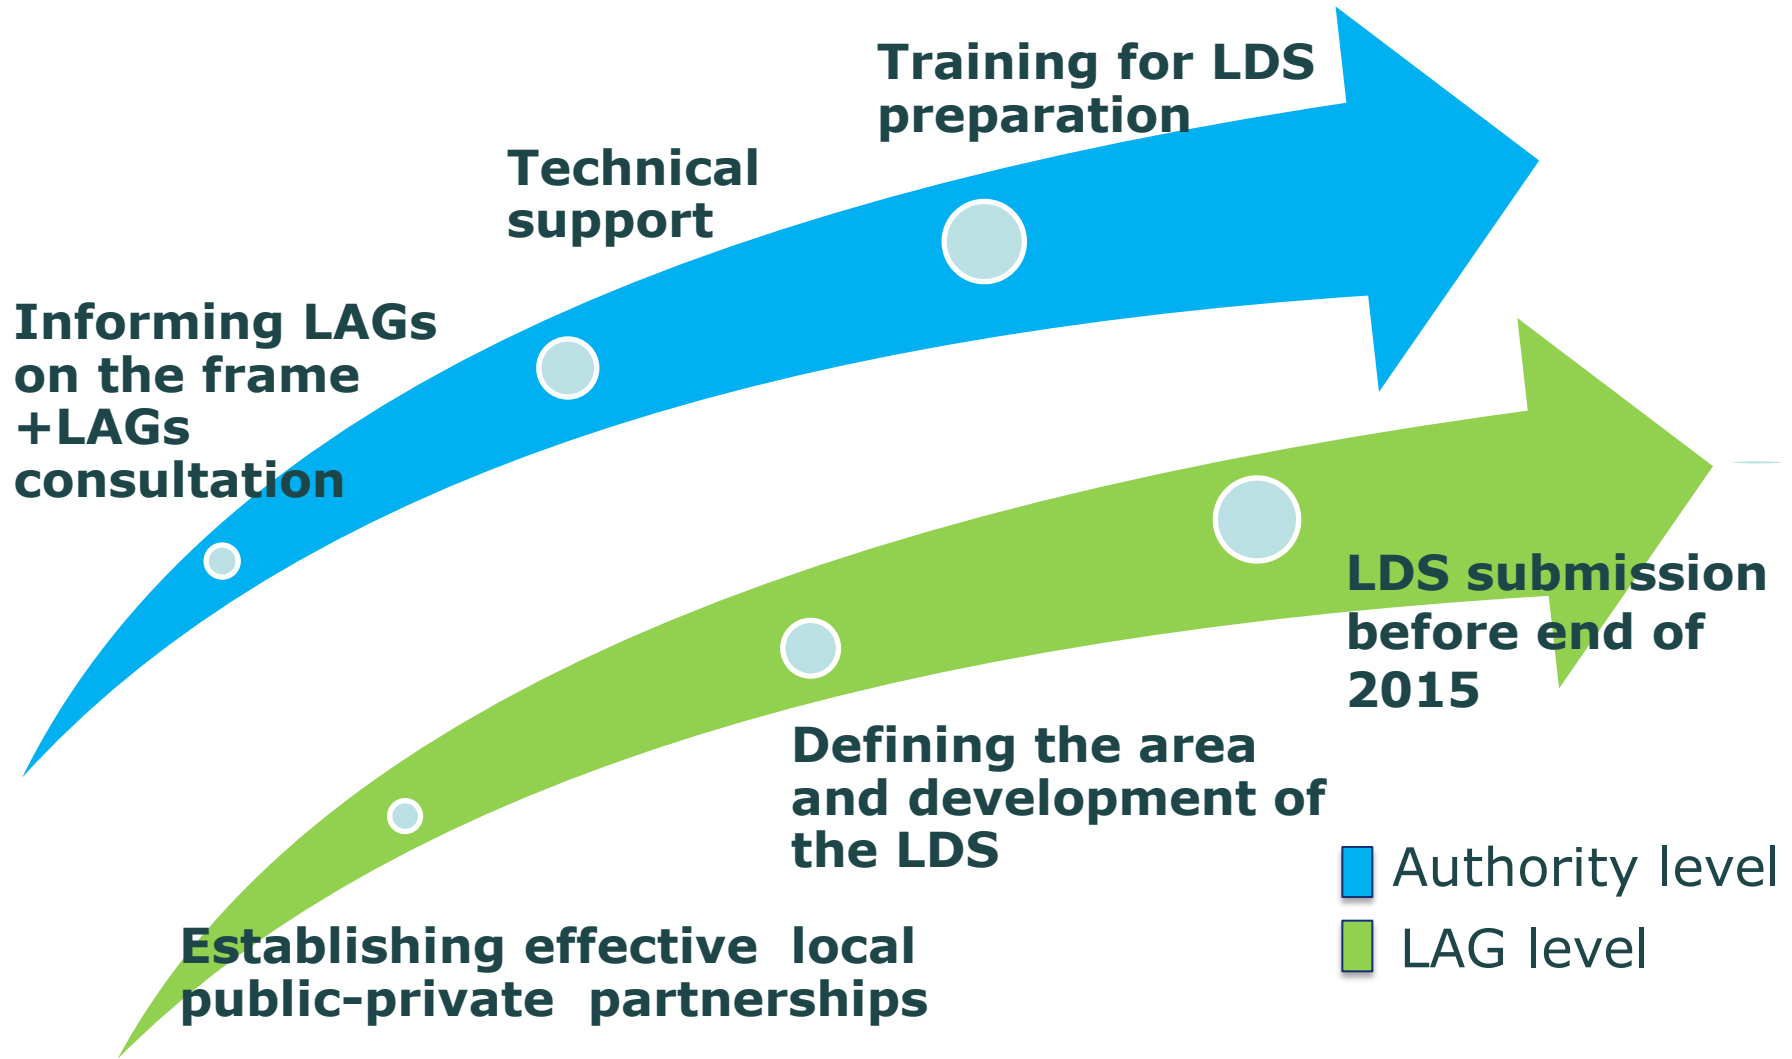 Training for LDS
preparation
Technical
support
Informing LAGs
on the frame
+LAGs
consultation
LDS submission
before end of
2015
Defining the area
and development of
the LDS
Establishing effective  local
public-private  partnerships
Authority level
LAG level